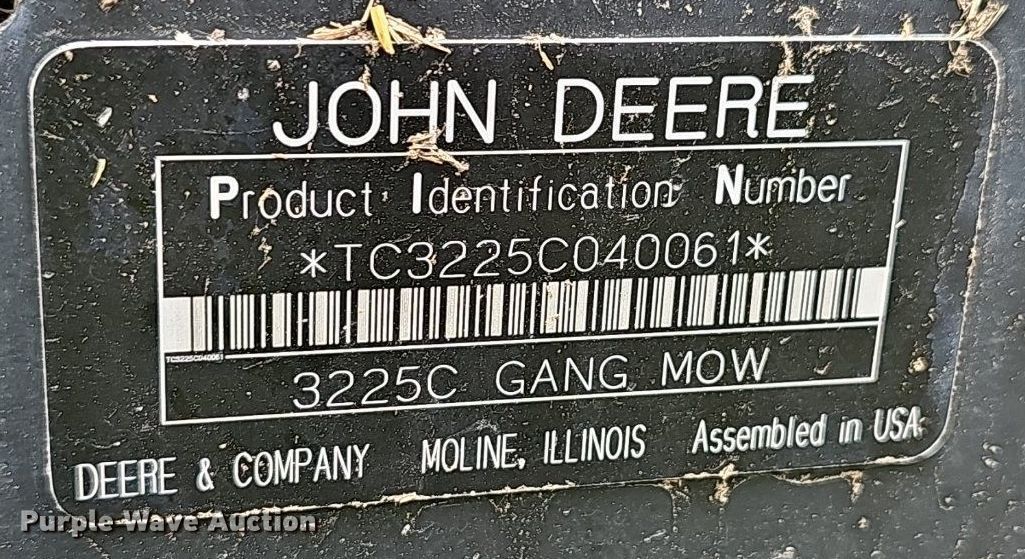 JOHN DEERE
Product Identification Number
*TC3225C040061*
TC3225C040061
3225C GANG MOW
DEERE & COMPANY MOLINE, ILLINOIS Assembled in USA
Purple Wave Auction